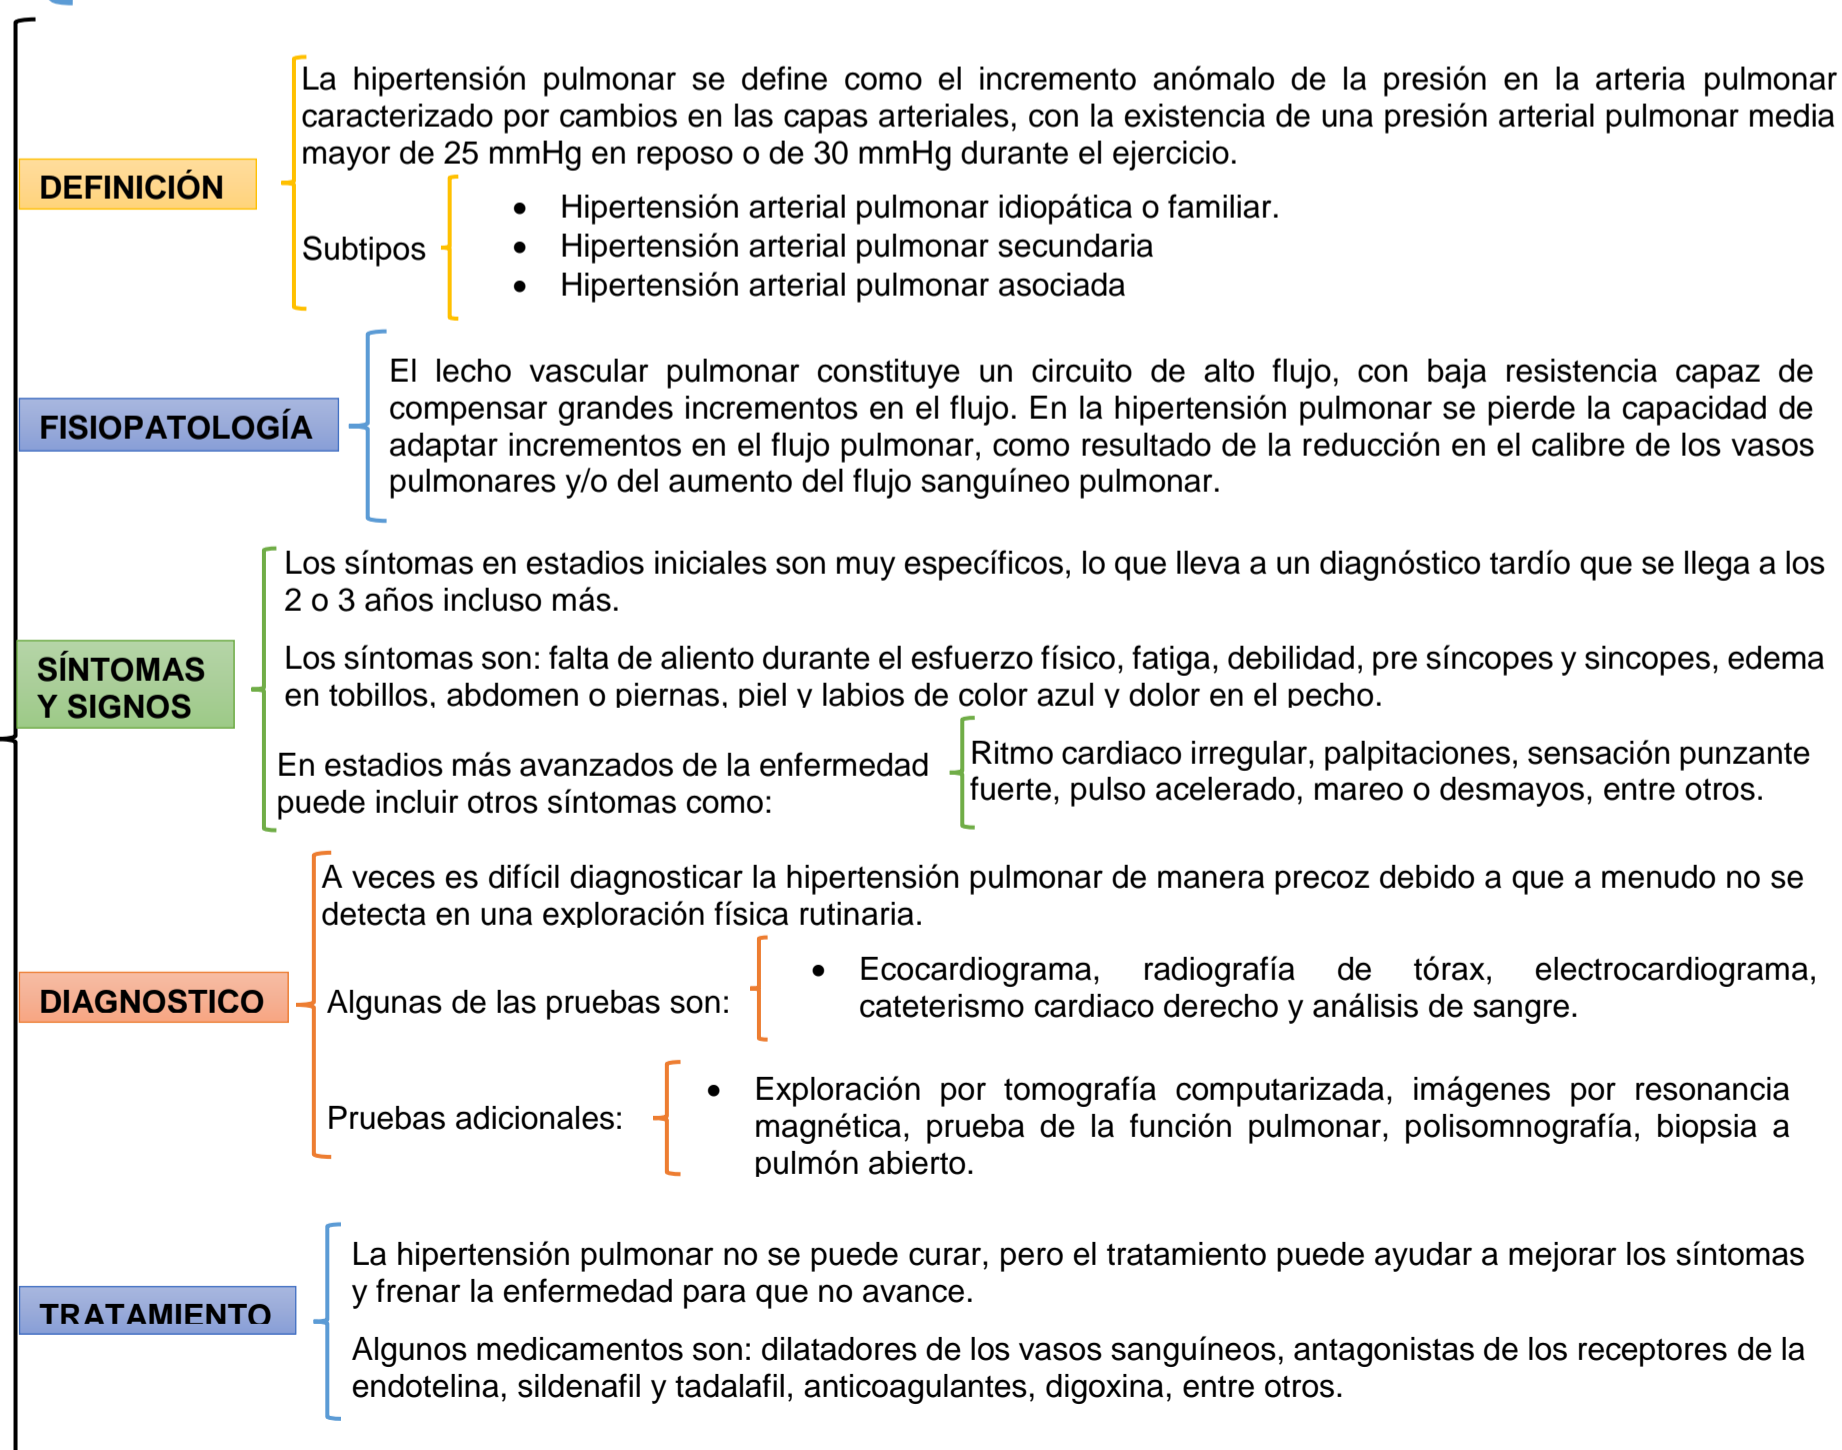 La hipertensión pulmonar se define como el incremento anómalo de la presión en la arteria pulmonar
caracterizado por cambios en las capas arteriales, con la existencia de una presión arterial pulmonar media
mayor de 25 mmHg en reposo o de 30 mmHg durante el ejercicio.
DEFINICIÓN
Subtipos
• Hipertensión arterial pulmonar idiopática o familiar.
• Hipertensión arterial pulmonar secundaria
• Hipertensión arterial pulmonar asociada
FISIOPATOLOGÍA
El lecho vascular pulmonar constituye un circuito de alto flujo, con baja resistencia capaz de
compensar grandes incrementos en el flujo. En la hipertensión pulmonar se pierde la capacidad de
adaptar incrementos en el flujo pulmonar, como resultado de la reducción en el calibre de los vasos
pulmonares y/o del aumento del flujo sanguíneo pulmonar.
SÍNTOMAS
Y SIGNOS
Los síntomas en estadios iniciales son muy específicos, lo que lleva a un diagnóstico tardío que se llega a los
2 o 3 años incluso más.
Los síntomas son: falta de aliento durante el esfuerzo físico, fatiga, debilidad, pre síncopes y sincopes, edema
en tobillos, abdomen o piernas, piel y labios de color azul y dolor en el pecho.
En estadios más avanzados de la enfermedad
puede incluir otros síntomas como:
Ritmo cardiaco irregular, palpitaciones, sensación punzante
fuerte, pulso acelerado, mareo o desmayos, entre otros.
DIAGNOSTICO
A veces es difícil diagnosticar la hipertensión pulmonar de manera precoz debido a que a menudo no se
detecta en una exploración física rutinaria.
Algunas de las pruebas son:
• Ecocardiograma, radiografía de tórax, electrocardiograma,
cateterismo cardiaco derecho y análisis de sangre.
Pruebas adicionales:
• Exploración por tomografía computarizada, imágenes por resonancia
magnética, prueba de la función pulmonar, polisomnografía, biopsia a
pulmón abierto.
TRATAMIENTO
La hipertensión pulmonar no se puede curar, pero el tratamiento puede ayudar a mejorar los síntomas
y frenar la enfermedad para que no avance.
Algunos medicamentos son: dilatadores de los vasos sanguíneos, antagonistas de los receptores de la
endotelina, sildenafil y tadalafil, anticoagulantes, digoxina, entre otros.